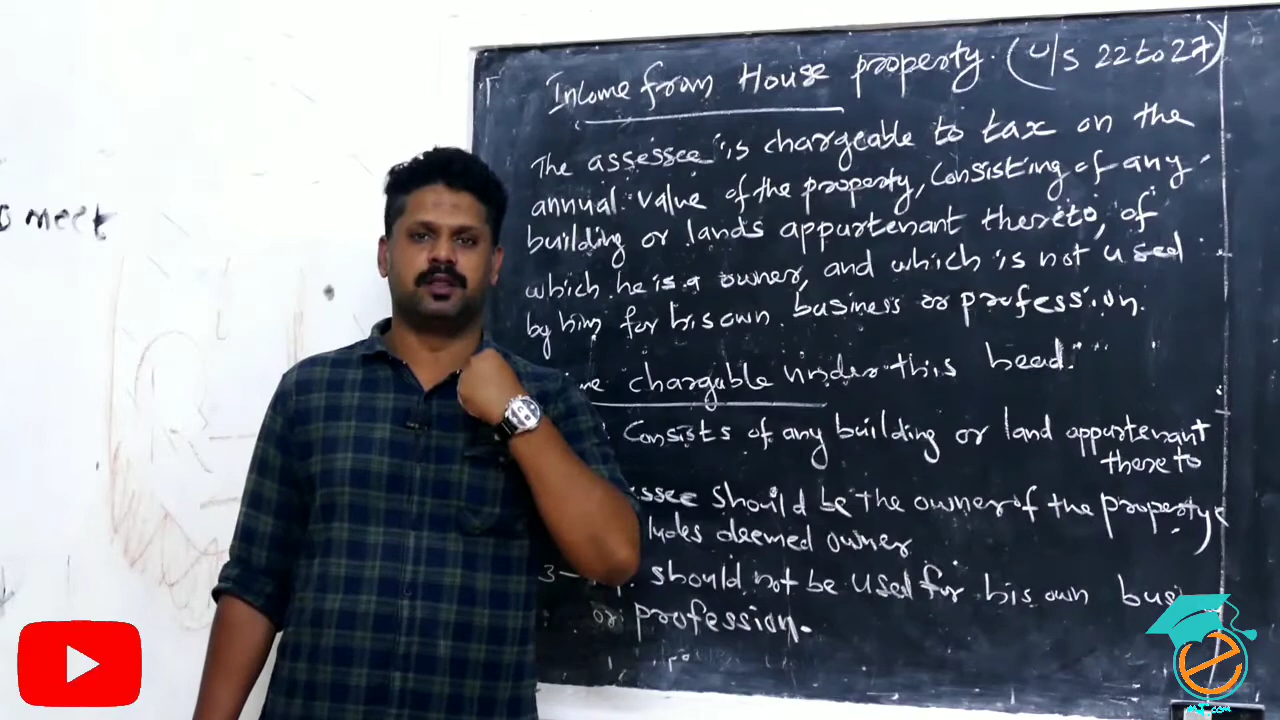 meet
Income from House property. (U/S 22 to 27)
The assessee is chargeable to tax on the
annual value of the property, Consisting of any
building or lands appurtenant thereto, of
which he is a owner, and which is not used
by him for his own business or profession.
chargable under this head.
Consists of any building or land appurtenant
thereto
ssee should be the owner of the property
ludes deemed owner
3- should not be used for his own busi
or profession.